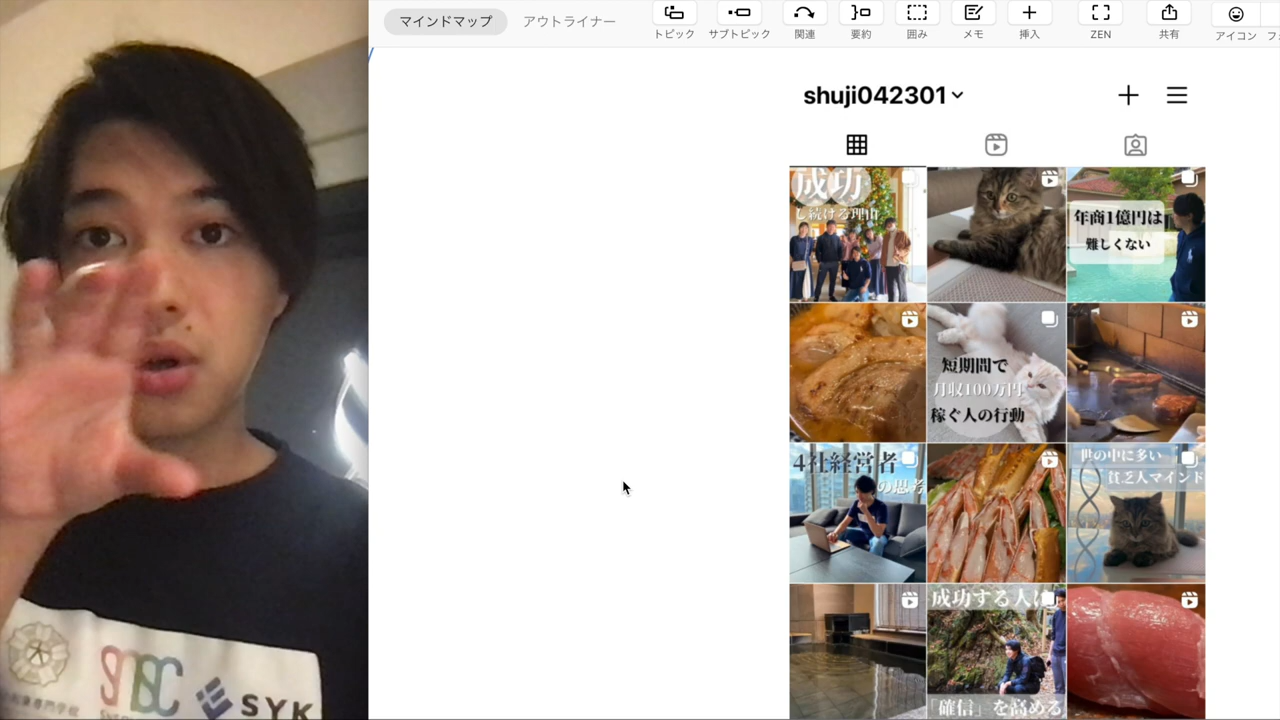 マインドマップ
アウトライナー
トピック
サブトピック
関連
要約
囲み
メモ
挿入
ZEN
共有
アイコン
shuji042301
成功
し続ける理由
年商1億円は
難しくない
短期間で
月収100万円
稼ぐ人の行動
4社経営者
の思考
世の中に多い
貧乏人マインド
成功する人は
「確信」を高める
SYK